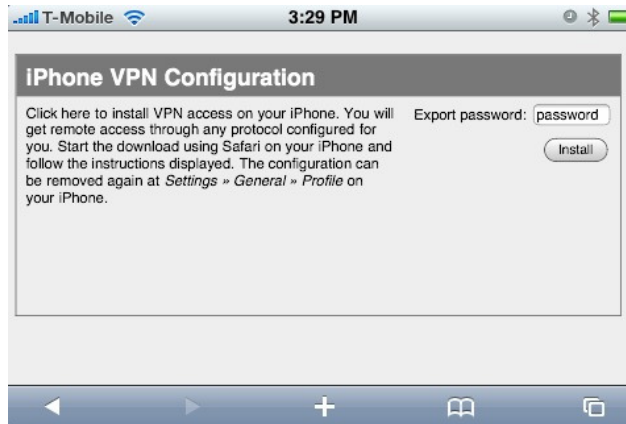 T-Mobile 3:29 PM
iPhone VPN Configuration
Click here to install VPN access on your iPhone. You will
get remote access through any protocol configured for
you. Start the download using Safari on your iPhone and
follow the instructions displayed. The configuration can
be removed again at Settings » General » Profile on
your iPhone.
Export password: password
Install